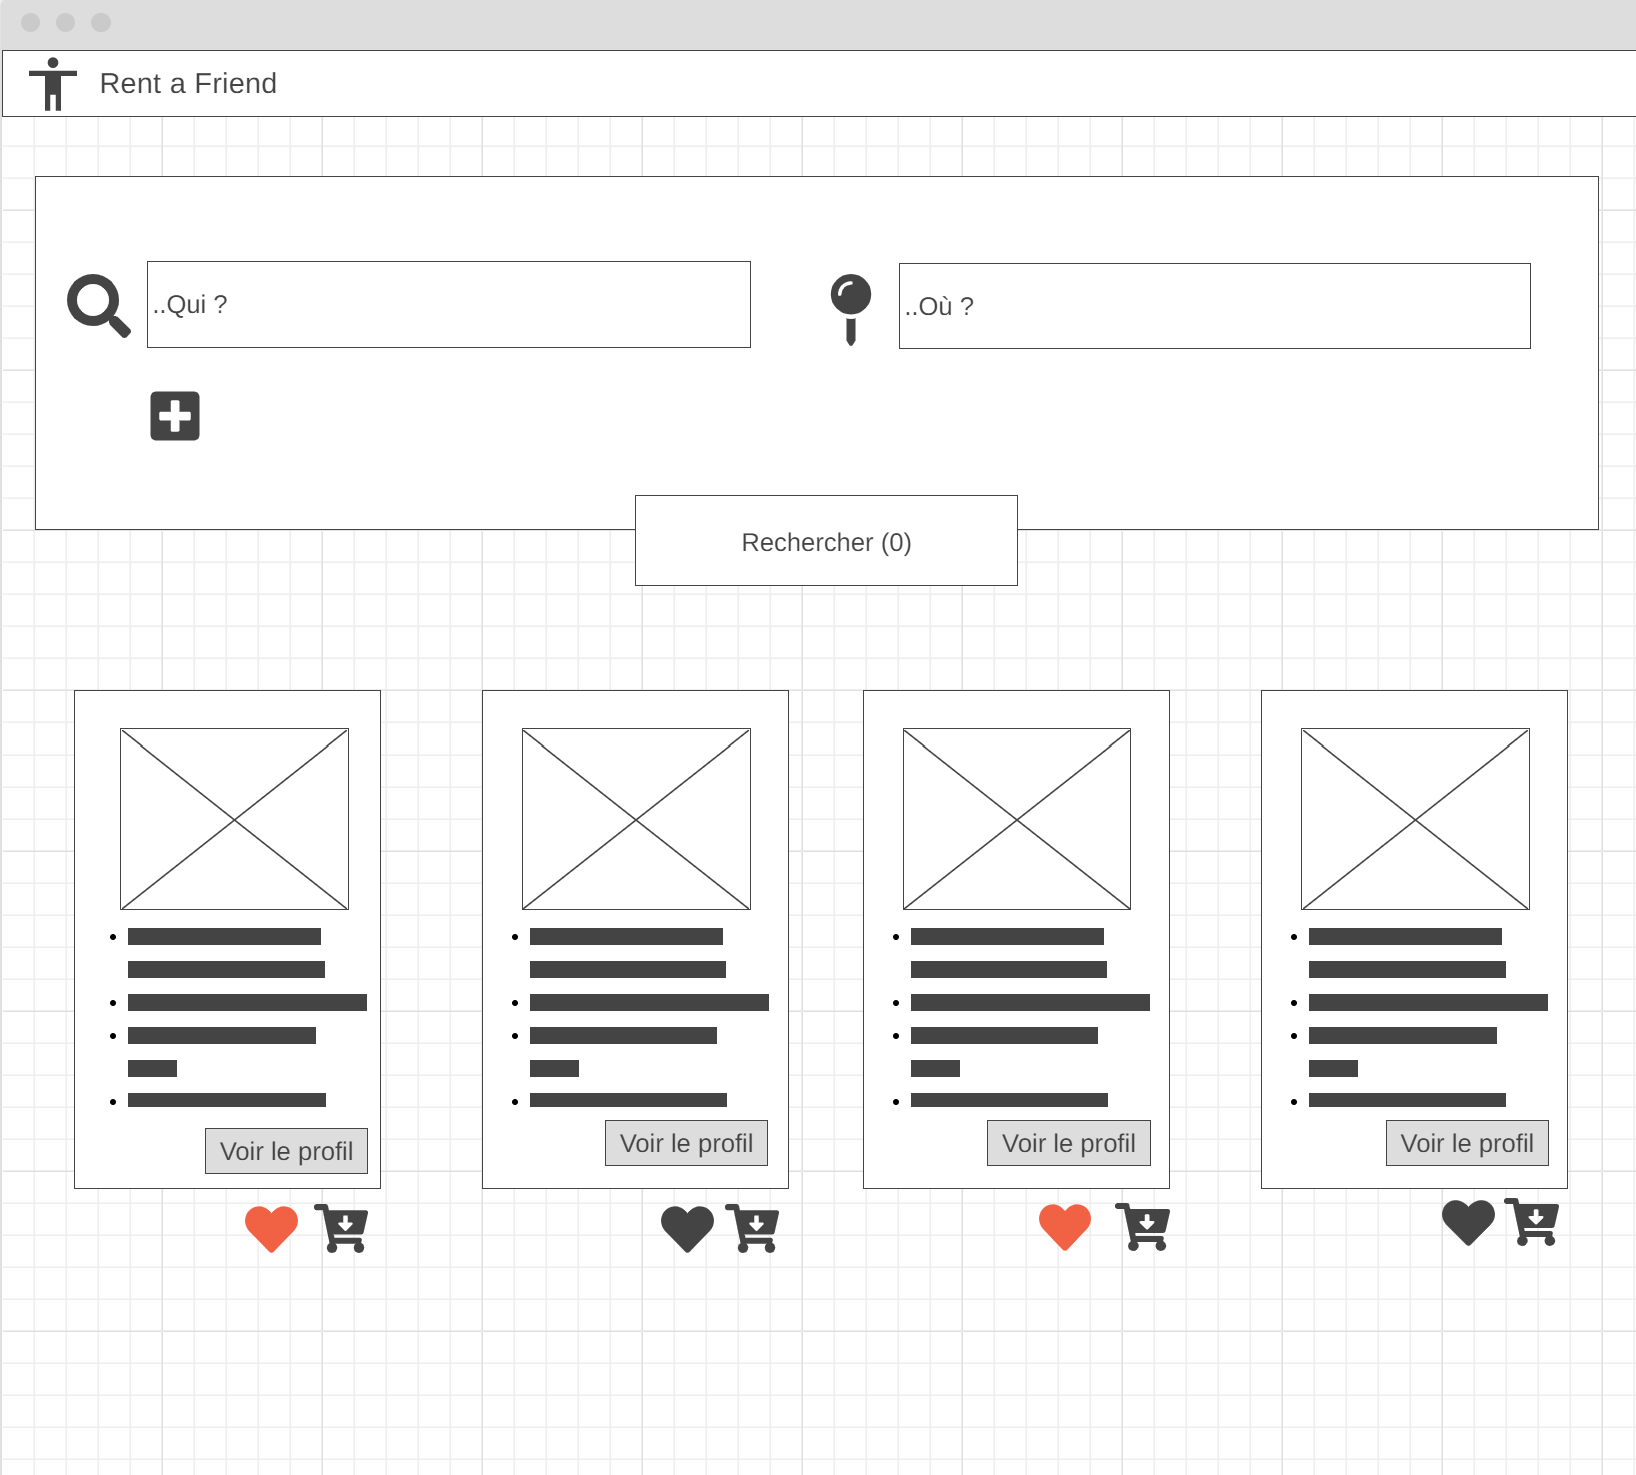 Rent a Friend
..Qui ?
..Où ?
Rechercher (0)
Voir le profil
Voir le profil
Voir le profil
Voir le profil